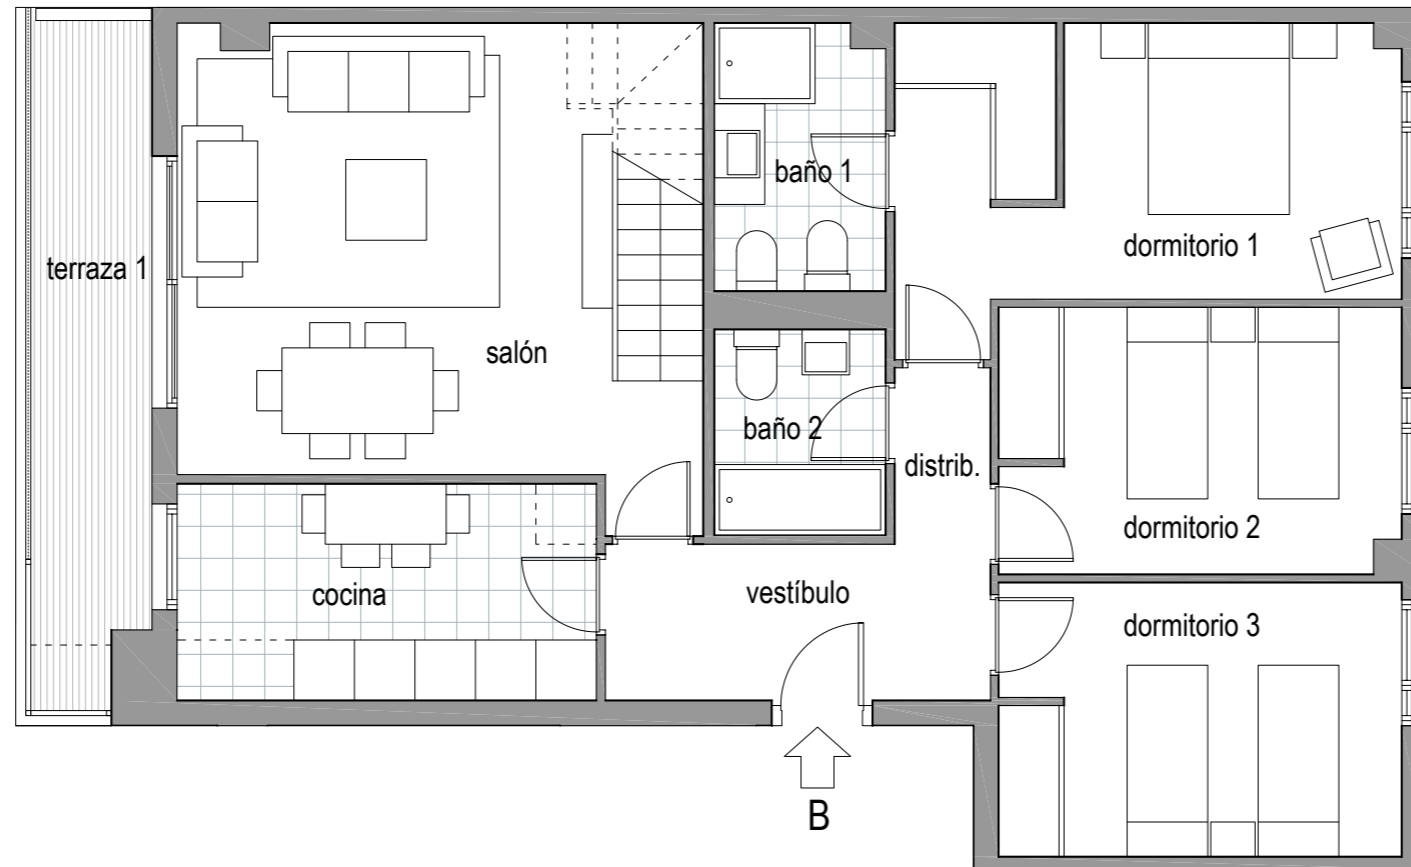 baño 1
dormitorio 1
terraza 1
salón
baño 2
distrib.
dormitorio 2
cocina
vestíbulo
dormitorio 3
B